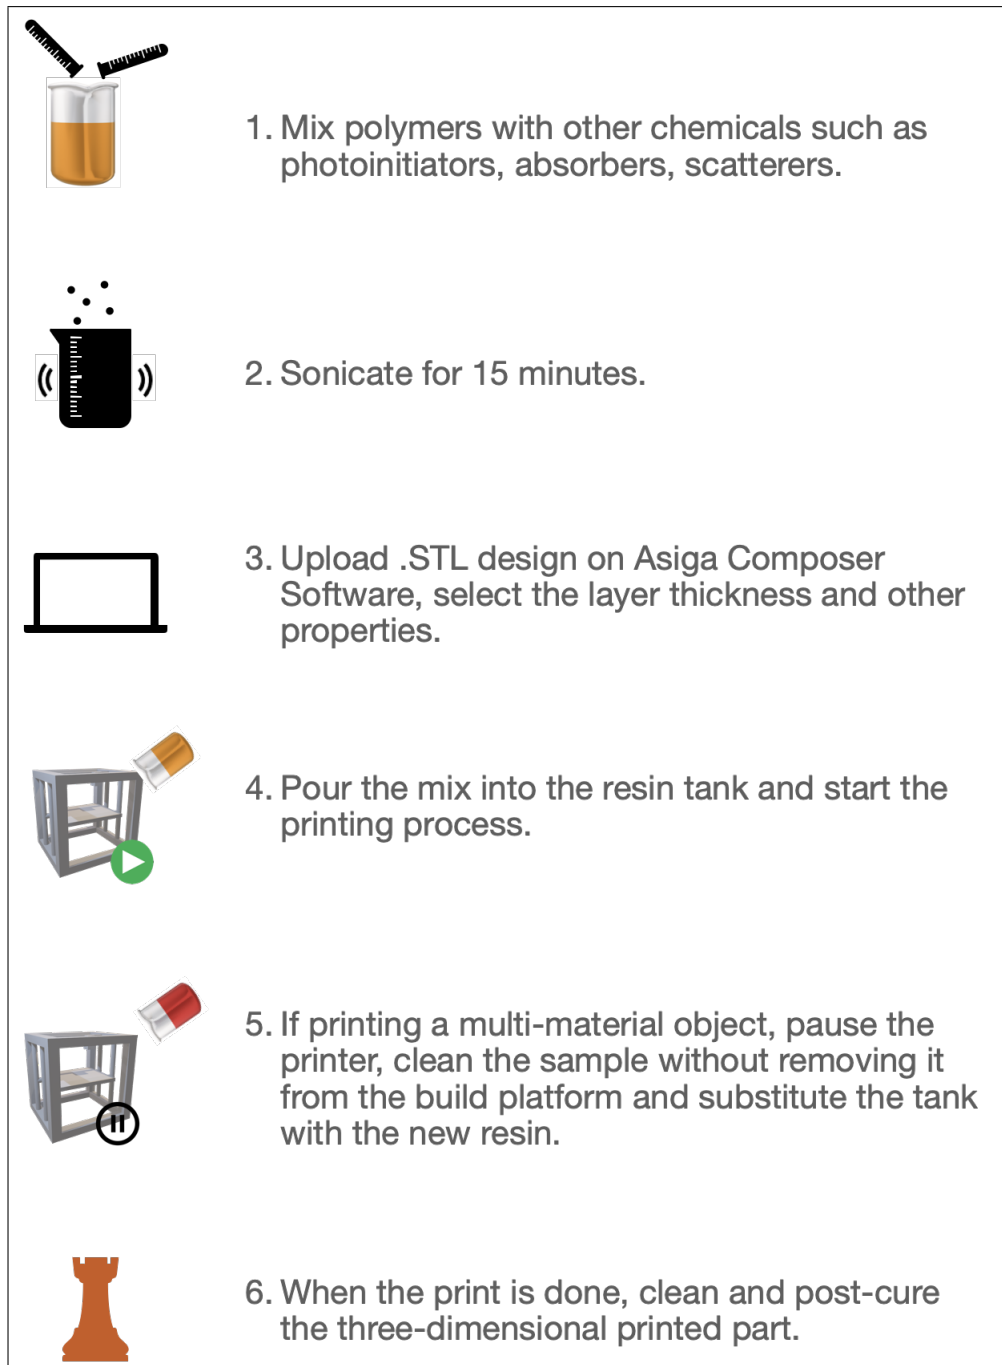 1. Mix polymers with other chemicals such as
photoinitiators, absorbers, scatterers.
2. Sonicate for 15 minutes.
3. Upload .STL design on Asiga Composer
Software, select the layer thickness and other
properties.
4. Pour the mix into the resin tank and start the
printing process.
5. If printing a multi-material object, pause the
printer, clean the sample without removing it
from the build platform and substitute the tank
with the new resin.
6. When the print is done, clean and post-cure
the three-dimensional printed part.